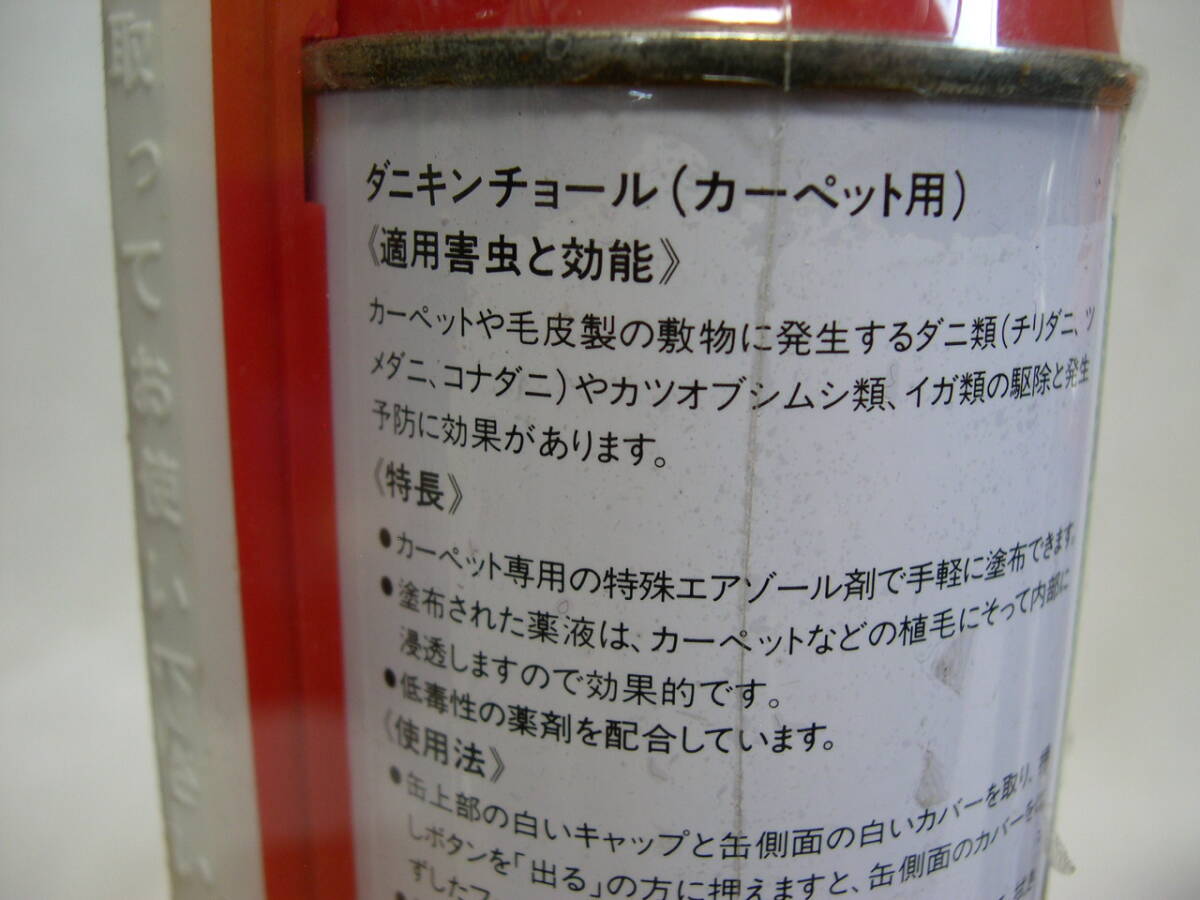 取ってお使い下さい
ダニキンチョール(カーペット用)
《適用害虫と効能》
カーペットや毛皮製の敷物に発生するダニ類(チリダニ、ツ
メダニ、コナダニ)やカツオブシムシ類、イガ類の駆除と発生
予防に効果があります。
《特長》
●カーペット専用の特殊エアゾール剤で手軽に塗布できます。
●塗布された薬液は、カーペットなどの植毛にそって内部に
浸透しますので効果的です。
●低毒性の薬剤を配合しています。
《使用法》
●缶上部の白いキャップと缶側面の白いカバーを取り、押
しボタンを「出る」の方に押えますと、缶側面のカバーを
ずした